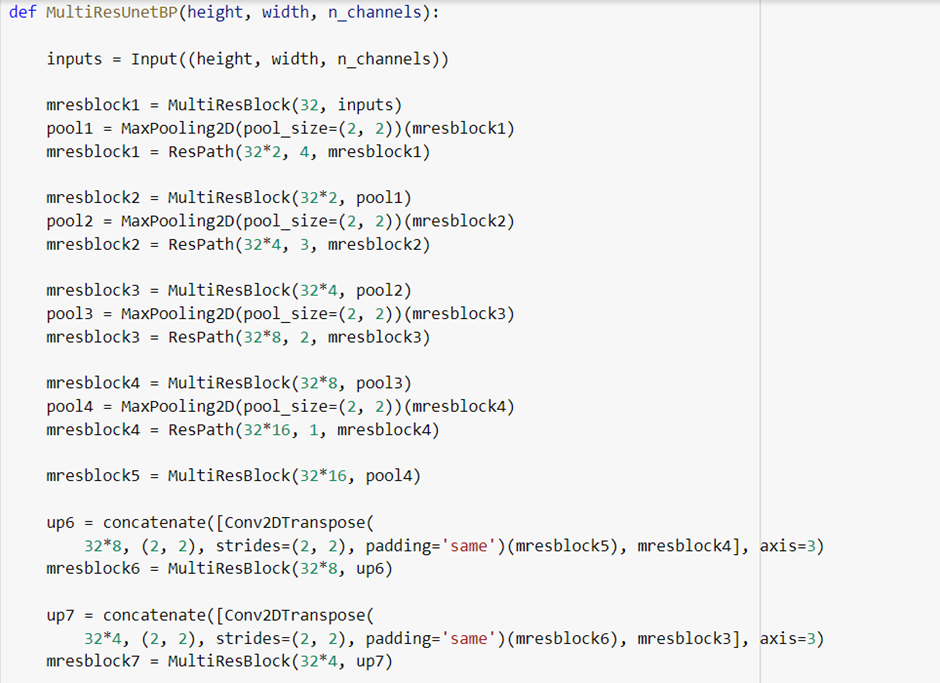 def MultiResUnetBP(height, width, n_channels):
inputs = Input((height, width, n_channels))
mresblock1 = MultiResBlock(32, inputs)
pool1 = MaxPooling2D(pool_size=(2, 2))(mresblock1)
mresblock1 = ResPath(32*2, 4, mresblock1)
mresblock2 = MultiResBlock(32*2, pool1)
pool2 = MaxPooling2D(pool_size=(2, 2))(mresblock2)
mresblock2 = ResPath(32*4, 3, mresblock2)
mresblock3 = MultiResBlock(32*4, pool2)
pool3 = MaxPooling2D(pool_size=(2, 2))(mresblock3)
mresblock3 = ResPath(32*8, 2, mresblock3)
mresblock4 = MultiResBlock(32*8, pool3)
pool4 = MaxPooling2D(pool_size=(2, 2))(mresblock4)
mresblock4 = ResPath(32*16, 1, mresblock4)
mresblock5 = MultiResBlock(32*16, pool4)
up6 = concatenate([Conv2DTranspose(
32*8, (2, 2), strides=(2, 2), padding='same')(mresblock5), mresblock4], axis=3)
mresblock6 = MultiResBlock(32*8, up6)
up7 = concatenate([Conv2DTranspose(
32*4, (2, 2), strides=(2, 2), padding='same')(mresblock6), mresblock3], axis=3)
mresblock7 = MultiResBlock(32*4, up7)